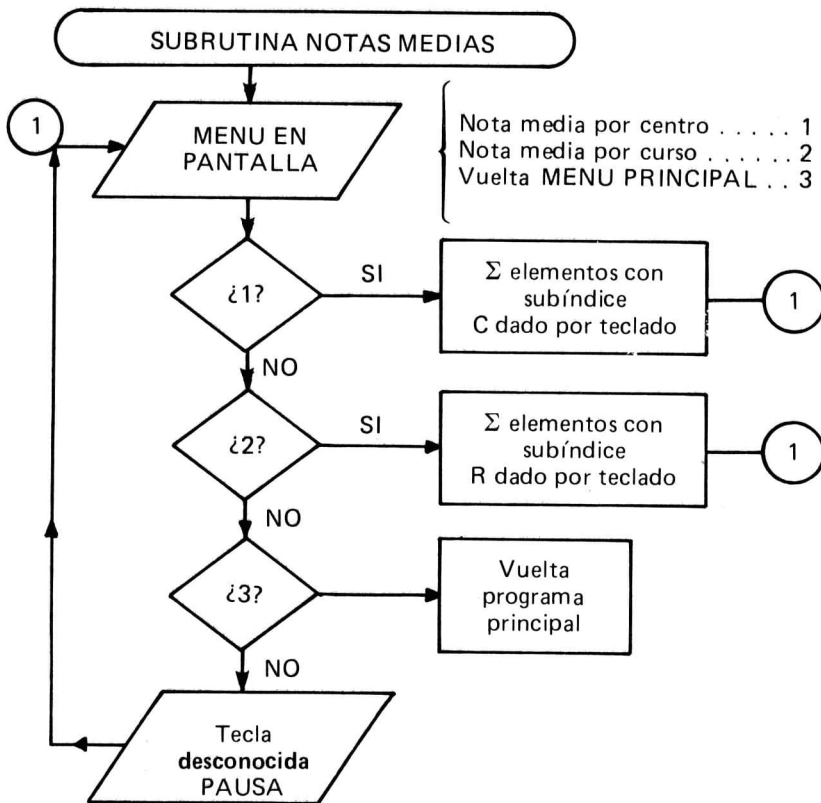 SUBRUTINA NOTAS MEDIAS
1
MENU EN
PANTALLA
Nota media por centro . . . . . 1
Nota media por curso . . . . . . 2
Vuelta MENU PRINCIPAL . . 3
¿1?
SI
Σ elementos con
subíndice
C dado por teclado
1
NO
¿2?
SI
Σ elementos con
subíndice
R dado por teclado
1
NO
¿3?
Vuelta
programa
principal
NO
Tecla
desconocida
PAUSA